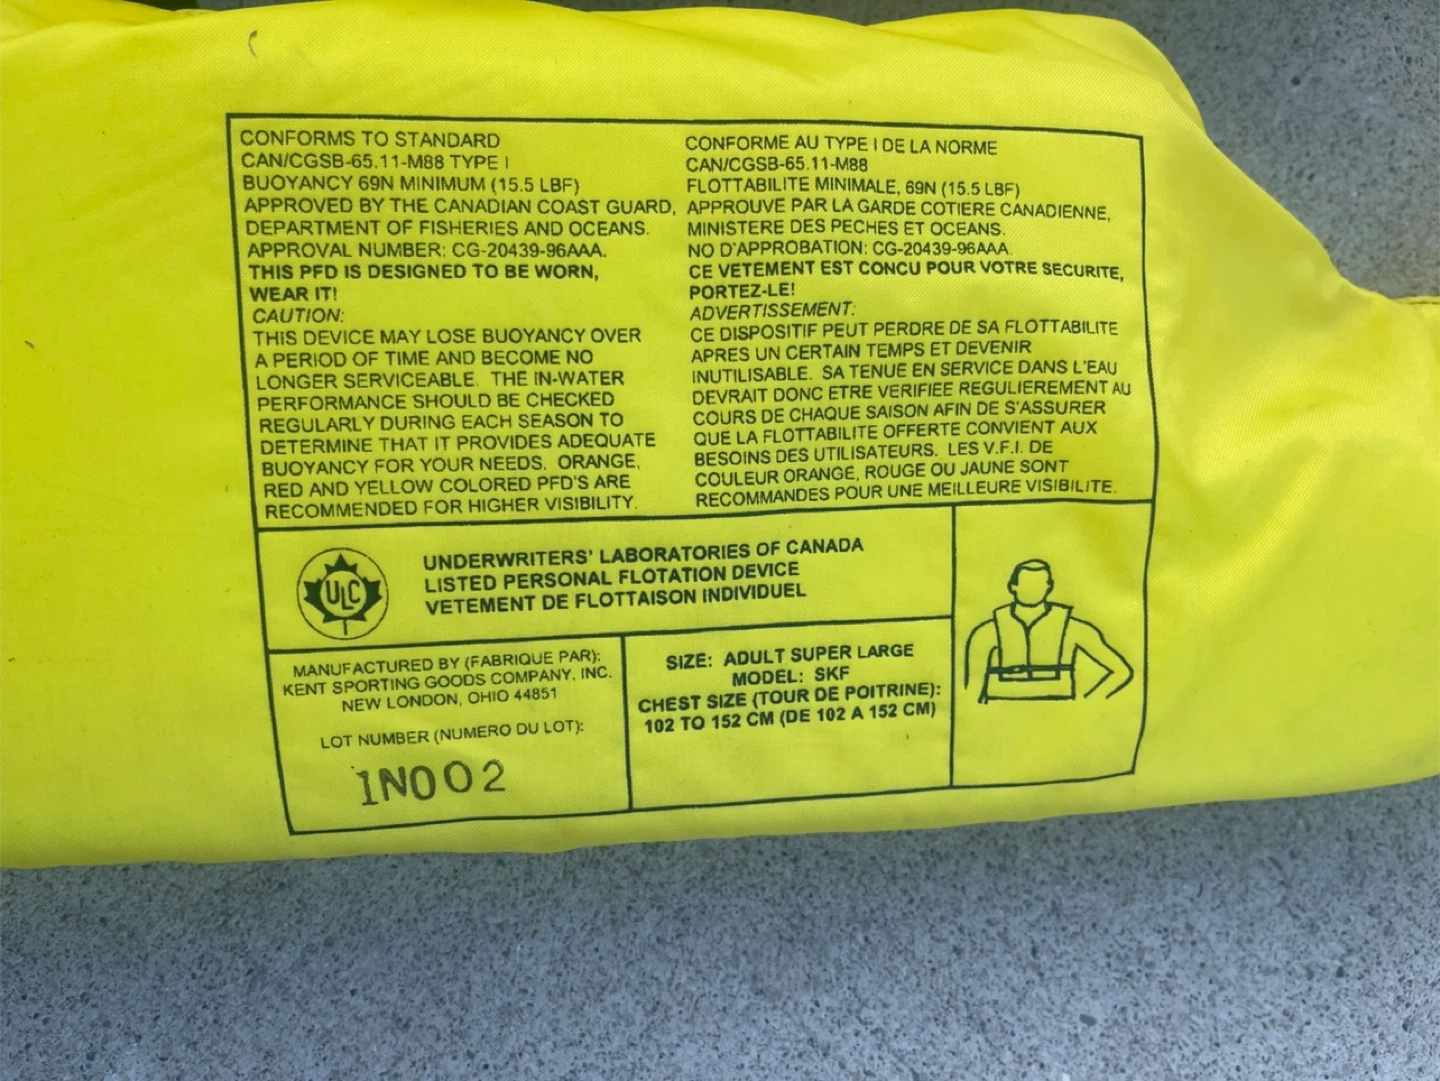 CONFORMS TO STANDARD
CAN/CGSB-65.11-M88 TYPE I
BUOYANCY 69N MINIMUM (15.5 LBF)
APPROVED BY THE CANADIAN COAST GUARD,
DEPARTMENT OF FISHERIES AND OCEANS.
APPROVAL NUMBER: CG-20439-96AAA.
THIS PFD IS DESIGNED TO BE WORN,
WEAR IT!
CAUTION:
THIS DEVICE MAY LOSE BUOYANCY OVER
A PERIOD OF TIME AND BECOME NO
LONGER SERVICEABLE. THE IN-WATER
PERFORMANCE SHOULD BE CHECKED
REGULARLY DURING EACH SEASON TO
DETERMINE THAT IT PROVIDES ADEQUATE
BUOYANCY FOR YOUR NEEDS. ORANGE,
RED AND YELLOW COLORED PFD'S ARE
RECOMMENDED FOR HIGHER VISIBILITY.
CONFORME AU TYPE I DE LA NORME
CAN/CGSB-65.11-M88
FLOTTABILITE MINIMALE, 69N (15.5 LBF)
APPROUVE PAR LA GARDE COTIERE CANADIENNE,
MINISTERE DES PECHES ET OCEANS.
NO D'APPROBATION: CG-20439-96AAA.
CE VETEMENT EST CONCU POUR VOTRE SECURITE,
PORTEZ-LE!
ADVERTISSEMENT:
CE DISPOSITIF PEUT PERDRE DE SA FLOTTABILITE
APRES UN CERTAIN TEMPS ET DEVENIR
INUTILISABLE. SA TENUE EN SERVICE DANS L'EAU
DEVRAIT DONC ETRE VERIFIEE REGULIEREMENT AU
COURS DE CHAQUE SAISON AFIN DE S'ASSURER
QUE LA FLOTTABILITE OFFERTE CONVIENT AUX
BESOINS DES UTILISATEURS. LES V.F.I. DE
COULEUR ORANGE, ROUGE OU JAUNE SONT
RECOMMANDES POUR UNE MEILLEURE VISIBILITE.
ULC
UNDERWRITERS' LABORATORIES OF CANADA
LISTED PERSONAL FLOTATION DEVICE
VETEMENT DE FLOTTAISON INDIVIDUEL
MANUFACTURED BY (FABRIQUE PAR):
KENT SPORTING GOODS COMPANY, INC.
NEW LONDON, OHIO 44851
LOT NUMBER (NUMERO DU LOT):
1N002
SIZE: ADULT SUPER LARGE
MODEL: SKF
CHEST SIZE (TOUR DE POITRINE):
102 TO 152 CM (DE 102 A 152 CM)